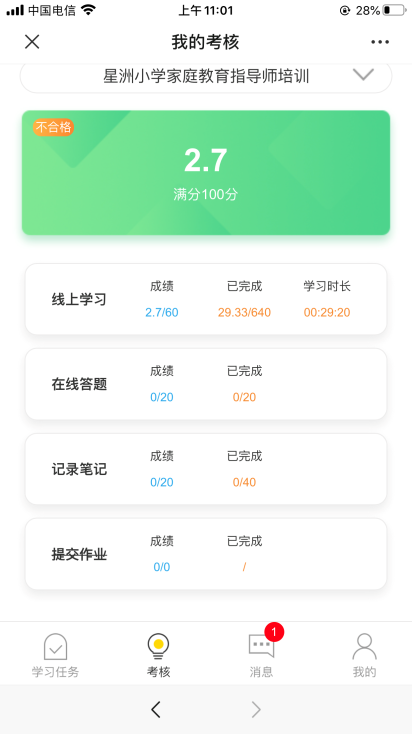 中国电信 上午11:01 28%
我的考核
星洲小学家庭教育指导师培训
不合格
2.7
满分100分
线上学习 成绩 已完成 学习时长
2.7/60 29.33/640 00:29:20
在线答题 成绩 已完成
0/20 0/20
记录笔记 成绩 已完成
0/20 0/40
提交作业 成绩 已完成
0/0 /
1
学习任务 考核 消息 我的